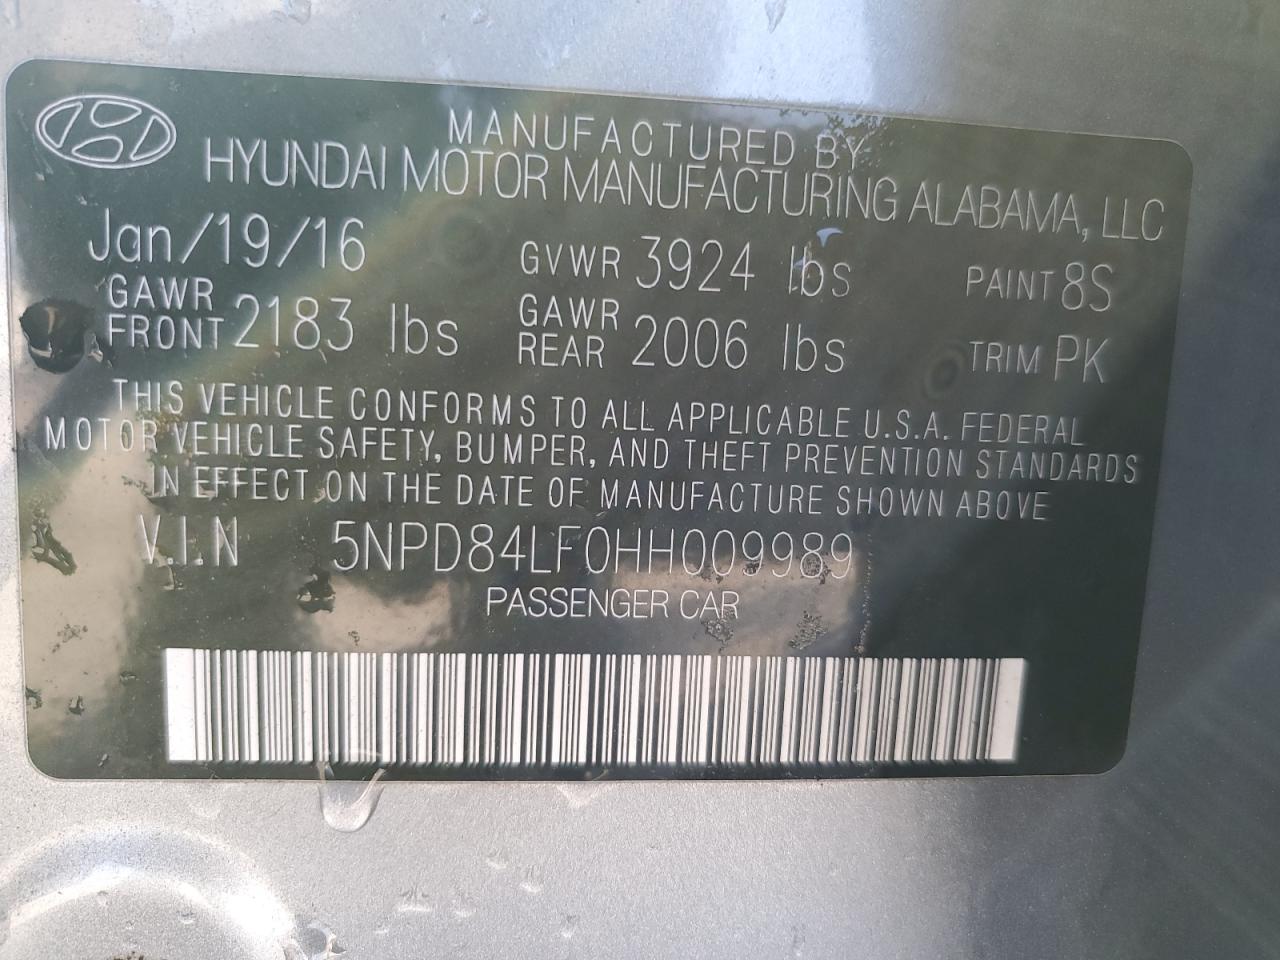 MANUFACTURED BY
HYUNDAI MOTOR MANUFACTURING ALABAMA, LLC
Jan/19/16 GVWR 3924 lbs PAINT 8S
GAWR FRONT 2183 lbs GAWR REAR 2006 lbs TRIM PK
THIS VEHICLE CONFORMS TO ALL APPLICABLE U.S.A. FEDERAL
MOTOR VEHICLE SAFETY, BUMPER, AND THEFT PREVENTION STANDARDS
IN EFFECT ON THE DATE OF MANUFACTURE SHOWN ABOVE
V.I.N 5NPD84LF0HH009989
PASSENGER CAR